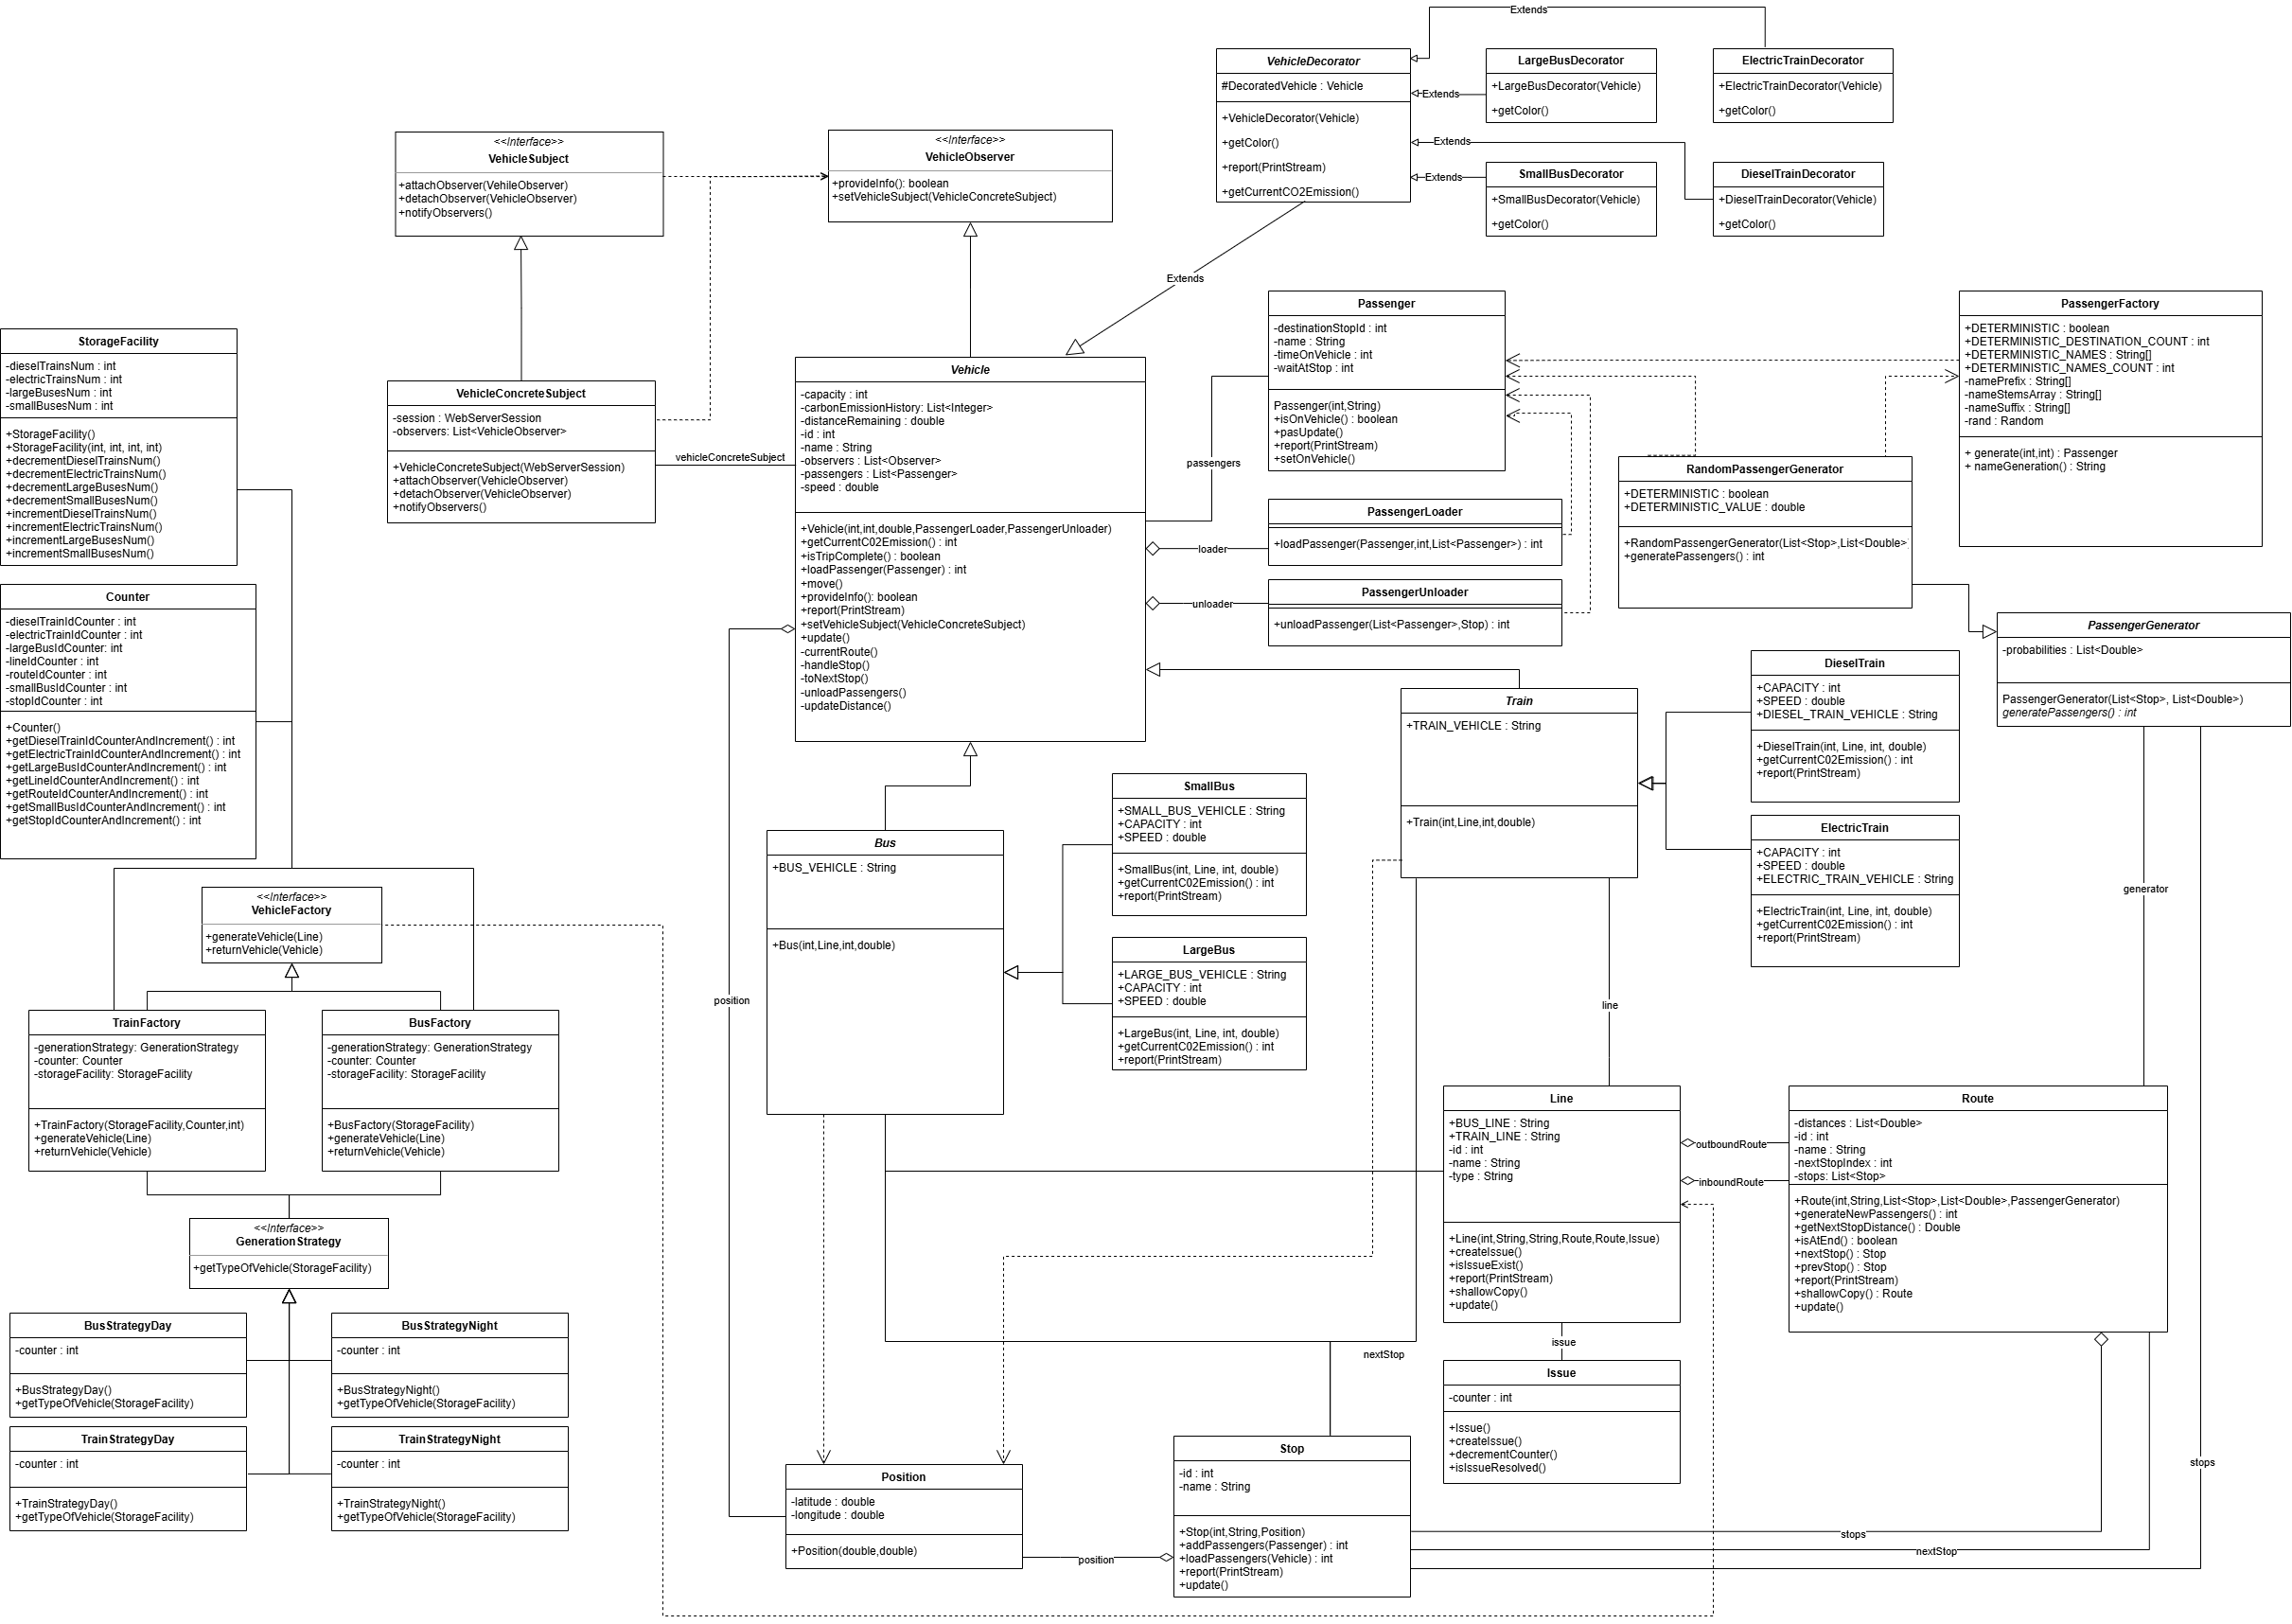 Extends
VehicleDecorator
#DecoratedVehicle : Vehicle
+VehicleDecorator(Vehicle)
+getColor()
+report(PrintStream)
+getCurrentCO2Emission()
Extends
LargeBusDecorator
+LargeBusDecorator(Vehicle)
+getColor()
ElectricTrainDecorator
+ElectricTrainDecorator(Vehicle)
+getColor()
Extends
Extends
SmallBusDecorator
+SmallBusDecorator(Vehicle)
+getColor()
DieselTrainDecorator
+DieselTrainDecorator(Vehicle)
+getColor()
<<Interface>>
VehicleSubject
+attachObserver(VehileObserver)
+detachObserver(VehicleObserver)
+notifyObservers()
<<Interface>>
VehicleObserver
+provideInfo(): boolean
+setVehicleSubject(VehicleConcreteSubject)
Extends
StorageFacility
-dieselTrainsNum : int
-electricTrainsNum : int
-largeBusesNum : int
-smallBusesNum : int
+StorageFacility()
+StorageFacility(int, int, int, int)
+decrementDieselTrainsNum()
+decrementElectricTrainsNum()
+decrementLargeBusesNum()
+decrementSmallBusesNum()
+incrementDieselTrainsNum()
+incrementElectricTrainsNum()
+incrementLargeBusesNum()
+incrementSmallBusesNum()
VehicleConcreteSubject
-session : WebServerSession
-observers: List<VehicleObserver>
+VehicleConcreteSubject(WebServerSession)
+attachObserver(VehicleObserver)
+detachObserver(VehicleObserver)
+notifyObservers()
vehicleConcreteSubject
Vehicle
-capacity : int
-carbonEmissionHistory: List<Integer>
-distanceRemaining : double
-id : int
-name : String
-observers : List<Observer>
-passengers : List<Passenger>
-speed : double
+Vehicle(int,int,double,PassengerLoader,PassengerUnloader)
+getCurrentC02Emission() : int
+isTripComplete() : boolean
+loadPassenger(Passenger) : int
+move()
+provideInfo(): boolean
+report(PrintStream)
+setVehicleSubject(VehicleConcreteSubject)
+update()
-currentRoute()
-handleStop()
-toNextStop()
-unloadPassengers()
-updateDistance()
passengers
Passenger
-destinationStopId : int
-name : String
-timeOnVehicle : int
-waitAtStop : int
Passenger(int,String)
+isOnVehicle() : boolean
+pasUpdate()
+report(PrintStream)
+setOnVehicle()
loader
PassengerLoader
+loadPassenger(Passenger,int,List<Passenger>) : int
unloader
PassengerUnloader
+unloadPassenger(List<Passenger>,Stop) : int
PassengerFactory
+DETERMINISTIC : boolean
+DETERMINISTIC_DESTINATION_COUNT : int
+DETERMINISTIC_NAMES : String[]
+DETERMINISTIC_NAMES_COUNT : int
-namePrefix : String[]
-nameStemsArray : String[]
-nameSuffix : String[]
-rand : Random
+ generate(int,int) : Passenger
+ nameGeneration() : String
RandomPassengerGenerator
+DETERMINISTIC : boolean
+DETERMINISTIC_VALUE : double
+RandomPassengerGenerator(List<Stop>,List<Double>
+generatePassengers() : int
PassengerGenerator
-probabilities : List<Double>
PassengerGenerator(List<Stop>, List<Double>)
generatePassengers() : int
Counter
-dieselTrainIdCounter : int
-electricTrainIdCounter : int
-largeBusIdCounter: int
-lineIdCounter : int
-routeIdCounter : int
-smallBusIdCounter : int
-stopIdCounter : int
+Counter()
+getDieselTrainIdCounterAndIncrement() : int
+getElectricTrainIdCounterAndIncrement() : int
+getLargeBusIdCounterAndIncrement() : int
+getLineIdCounterAndIncrement() : int
+getRouteIdCounterAndIncrement() : int
+getSmallBusIdCounterAndIncrement() : int
+getStopIdCounterAndIncrement() : int
Train
+TRAIN_VEHICLE : String
+Train(int,Line,int,double)
DieselTrain
+CAPACITY : int
+SPEED : double
+DIESEL_TRAIN_VEHICLE : String
+DieselTrain(int, Line, int, double)
+getCurrentC02Emission() : int
+report(PrintStream)
ElectricTrain
+CAPACITY : int
+SPEED : double
+ELECTRIC_TRAIN_VEHICLE : String
+ElectricTrain(int, Line, int, double)
+getCurrentC02Emission() : int
+report(PrintStream)
Bus
+BUS_VEHICLE : String
+Bus(int,Line,int,double)
SmallBus
+SMALL_BUS_VEHICLE : String
+CAPACITY : int
+SPEED : double
+SmallBus(int, Line, int, double)
+getCurrentC02Emission() : int
+report(PrintStream)
LargeBus
+LARGE_BUS_VEHICLE : String
+CAPACITY : int
+SPEED : double
+LargeBus(int, Line, int, double)
+getCurrentC02Emission() : int
+report(PrintStream)
generator
<<Interface>>
VehicleFactory
+generateVehicle(Line)
+returnVehicle(Vehicle)
position
line
TrainFactory
-generationStrategy: GenerationStrategy
-counter: Counter
-storageFacility: StorageFacility
+TrainFactory(StorageFacility,Counter,int)
+generateVehicle(Line)
+returnVehicle(Vehicle)
BusFactory
-generationStrategy: GenerationStrategy
-counter: Counter
-storageFacility: StorageFacility
+BusFactory(StorageFacility)
+generateVehicle(Line)
+returnVehicle(Vehicle)
Line
+BUS_LINE : String
+TRAIN_LINE : String
-id : int
-name : String
-type : String
+Line(int,String,String,Route,Route,Issue)
+createIssue()
+isIssueExist()
+report(PrintStream)
+shallowCopy()
+update()
outboundRoute
inboundRoute
Route
-distances : List<Double>
-id : int
-name : String
-nextStopIndex : int
-stops: List<Stop>
+Route(int,String,List<Stop>,List<Double>,PassengerGenerator)
+generateNewPassengers() : int
+getNextStopDistance() : Double
+isAtEnd() : boolean
+nextStop() : Stop
+prevStop() : Stop
+report(PrintStream)
+shallowCopy() : Route
+update()
<<Interface>>
GenerationStrategy
+getTypeOfVehicle(StorageFacility)
BusStrategyDay
-counter : int
+BusStrategyDay()
+getTypeOfVehicle(StorageFacility)
BusStrategyNight
-counter : int
+BusStrategyNight()
+getTypeOfVehicle(StorageFacility)
TrainStrategyDay
-counter : int
+TrainStrategyDay()
+getTypeOfVehicle(StorageFacility)
TrainStrategyNight
-counter : int
+TrainStrategyNight()
+getTypeOfVehicle(StorageFacility)
nextStop
issue
Issue
-counter : int
+Issue()
+createIssue()
+decrementCounter()
+isIssueResolved()
Position
-latitude : double
-longitude : double
+Position(double,double)
position
Stop
-id : int
-name : String
+Stop(int,String,Position)
+addPassengers(Passenger) : int
+loadPassengers(Vehicle) : int
+report(PrintStream)
+update()
stops
stops
nextStop